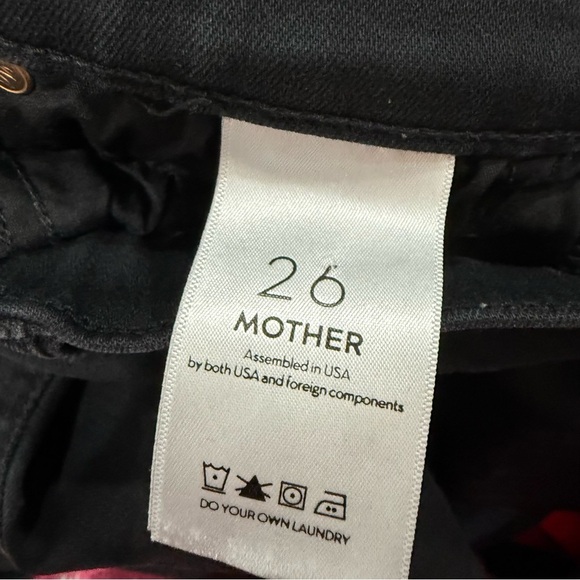 26
MOTHER
Assembled in USA
by both USA and foreign components
DO YOUR OWN LAUNDRY